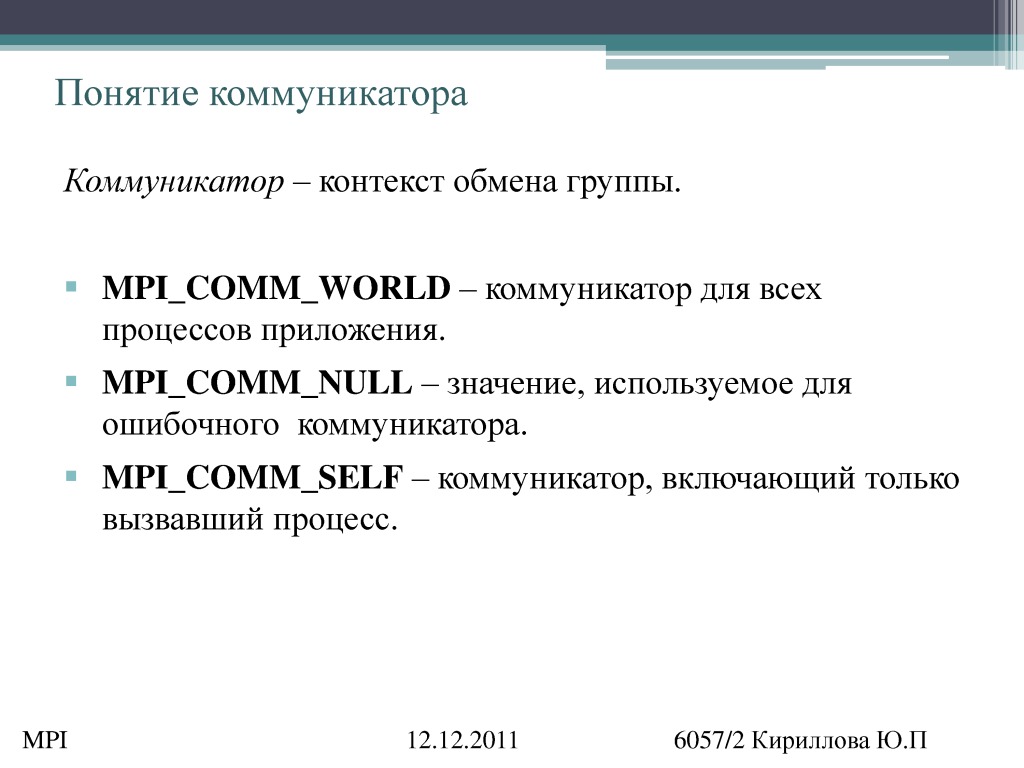 Понятие коммуникатора
Коммуникатор – контекст обмена группы.
▪ MPI_COMM_WORLD – коммуникатор для всех
процессов приложения.
▪ MPI_COMM_NULL – значение, используемое для
ошибочного  коммуникатора.
▪ MPI_COMM_SELF – коммуникатор, включающий только
вызвавший процесс.
MPI 12.12.2011 6057/2 Кириллова Ю.П